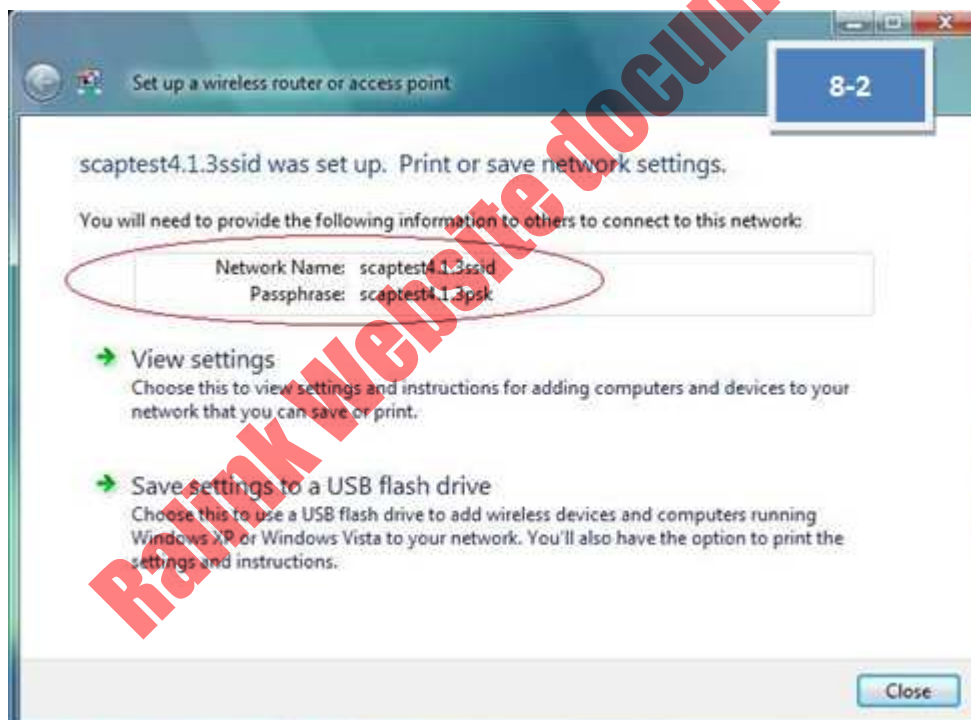 Set up a wireless router or access point
8-2
scaptest4.1.3ssid was set up. Print or save network settings.
You will need to provide the following information to others to connect to this network:
Network Name: scaptest4.1.3ssid
Passphrase: scaptest4.1.3psk
View settings
Choose this to view settings and instructions for adding computers and devices to your
network that you can save or print.
Save settings to a USB flash drive
Choose this to use a USB flash drive to add wireless devices and computers running
Windows XP or Windows Vista to your network. You'll also have the option to print the
settings and instructions.
Close
Ralink Website docum